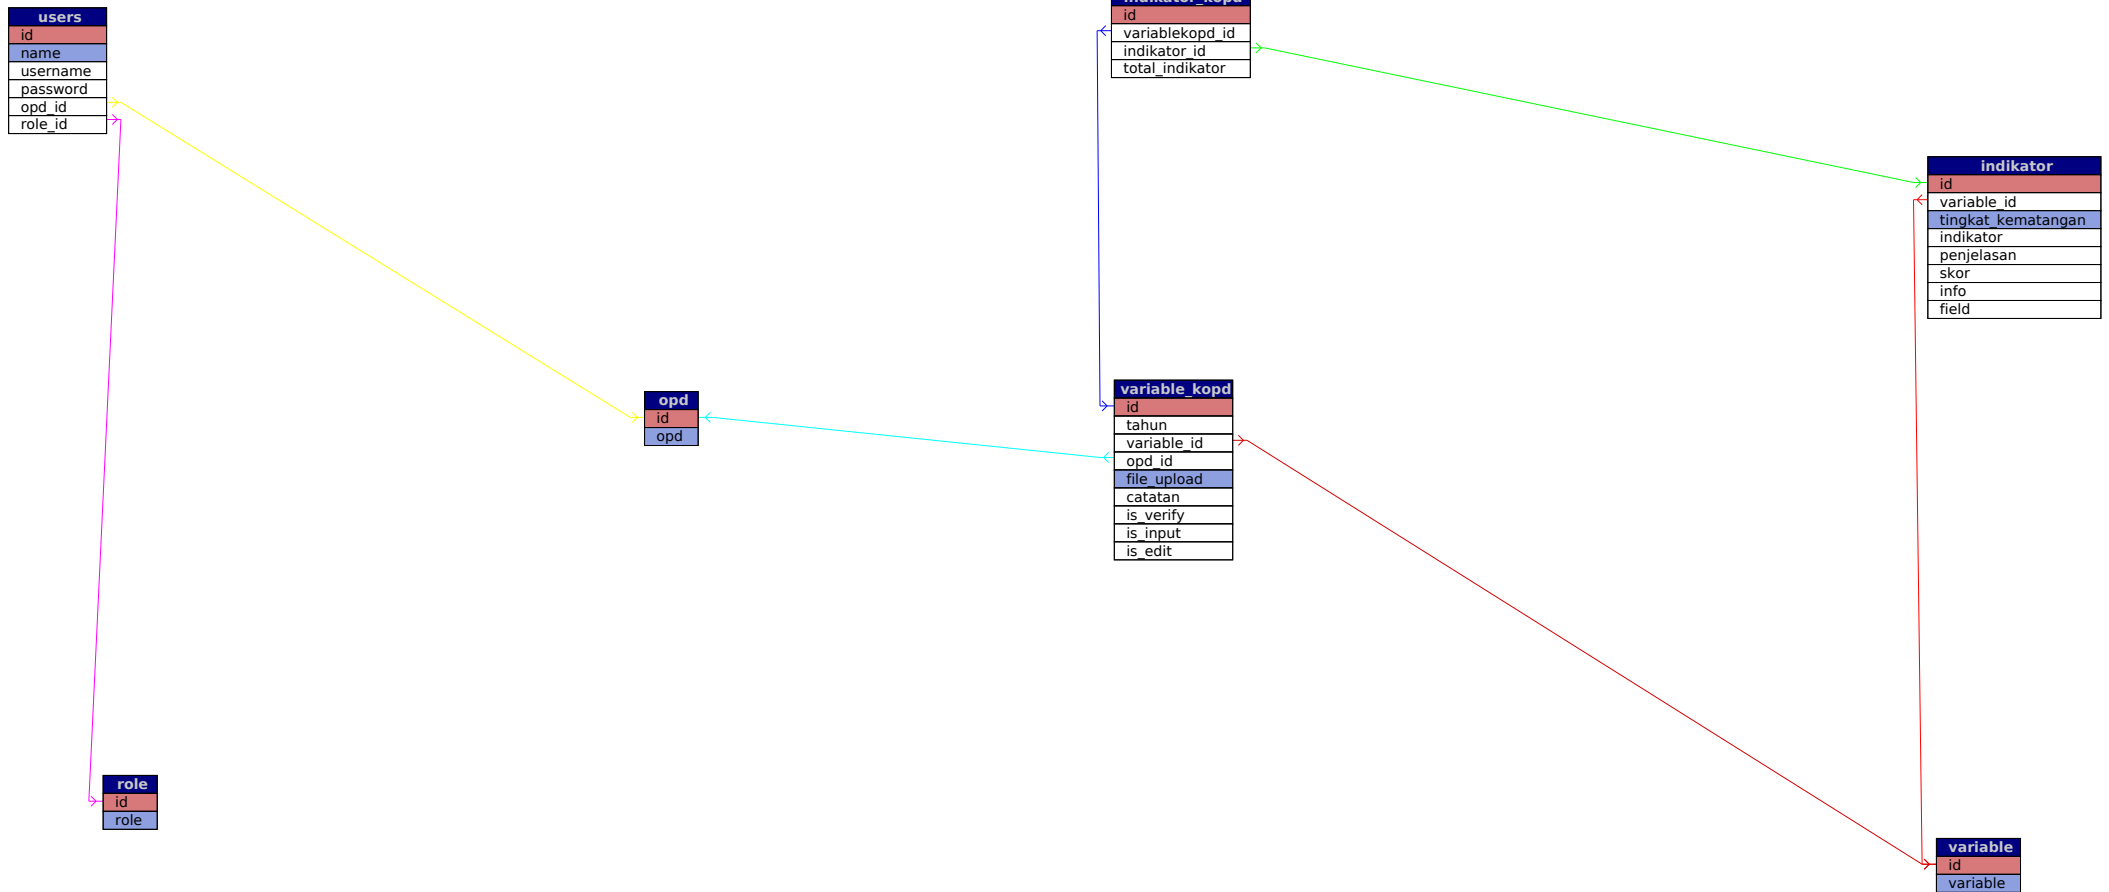 users
id
name
username
password
opd_id
role_id
indikator_kopd
id
variablekopd_id
indikator_id
total_indikator
indikator
id
variable_id
tingkat_kematangan
indikator
penjelasan
skor
info
field
opd
id
opd
variable_kopd
id
tahun
variable_id
opd_id
file_upload
catatan
is_verify
is_input
is_edit
role
id
role
variable
id
variable